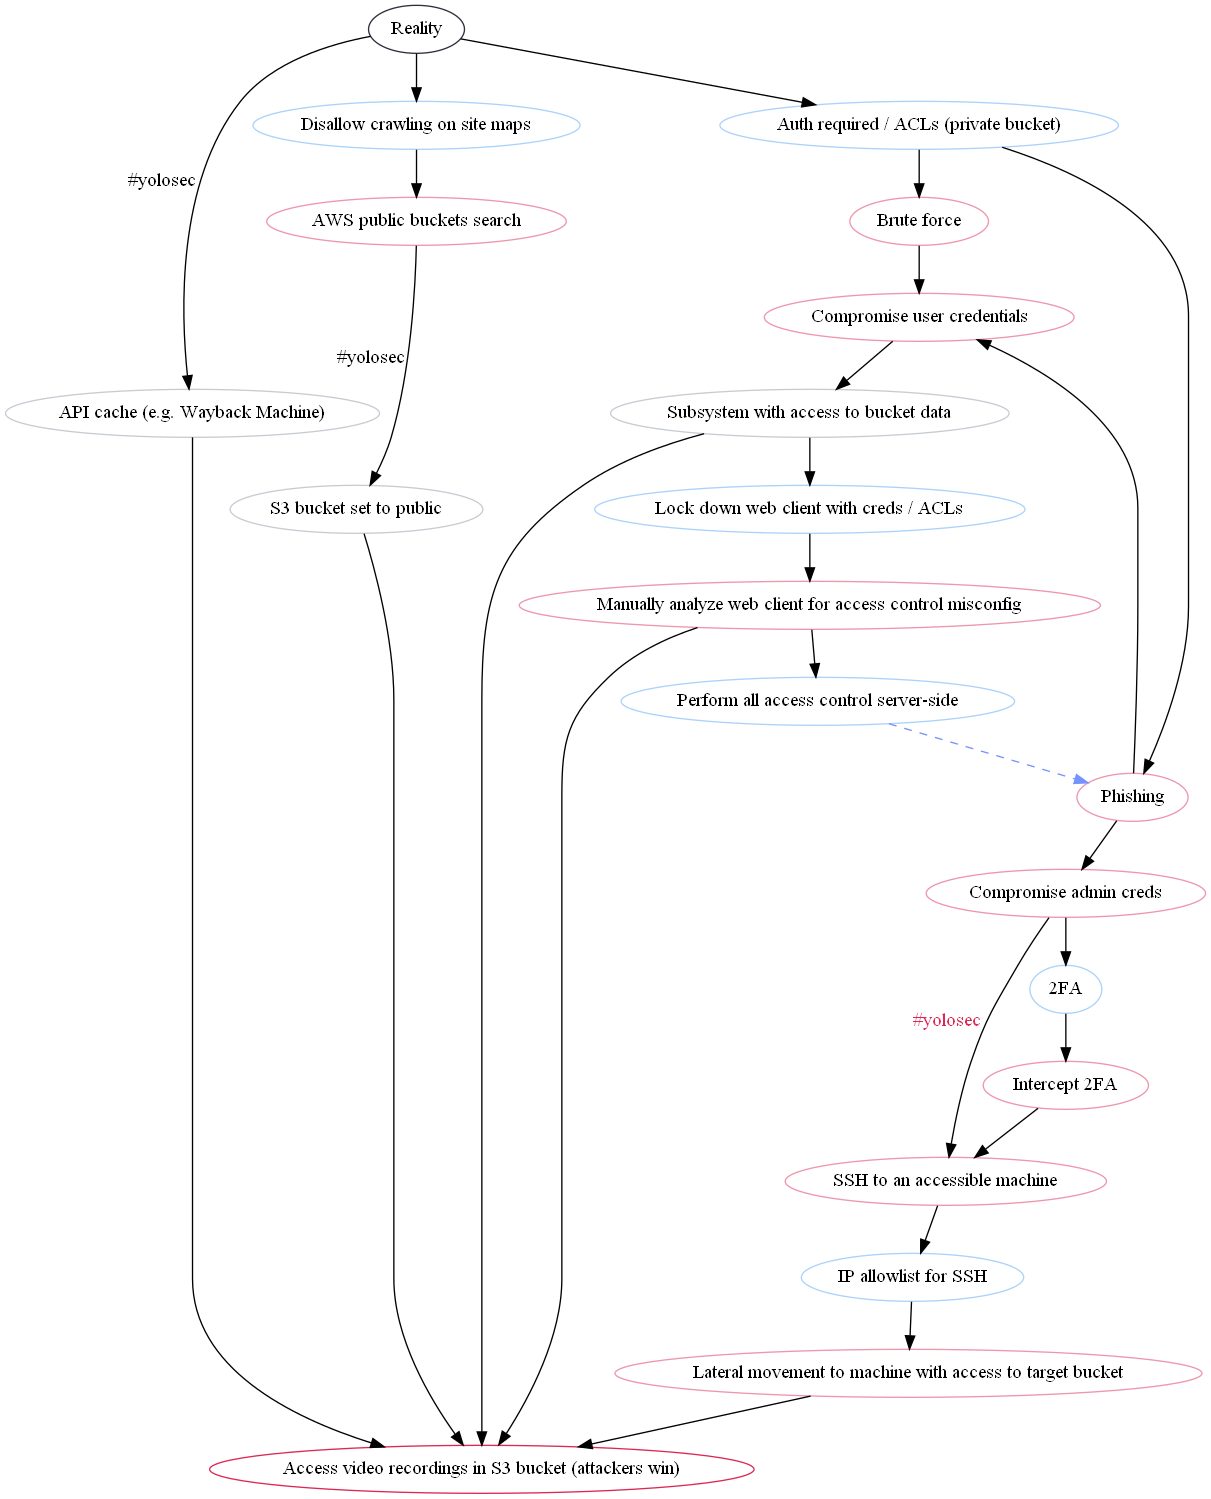 Reality
Disallow crawling on site maps
Auth required / ACLs (private bucket)
#yolosec
AWS public buckets search
Brute force
Compromise user credentials
#yolosec
API cache (e.g. Wayback Machine)
Subsystem with access to bucket data
S3 bucket set to public
Lock down web client with creds / ACLs
Manually analyze web client for access control misconfig
Perform all access control server-side
Phishing
Compromise admin creds
2FA
#yolosec
Intercept 2FA
SSH to an accessible machine
IP allowlist for SSH
Lateral movement to machine with access to target bucket
Access video recordings in S3 bucket (attackers win)